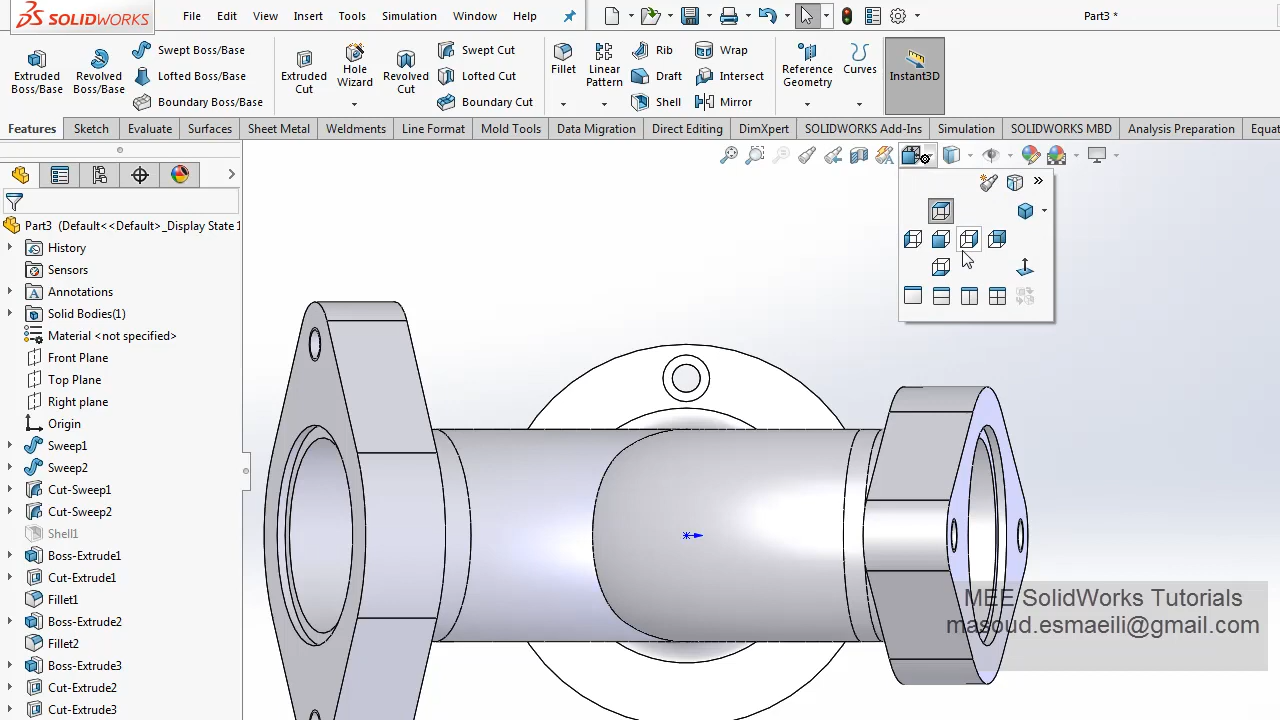 SOLIDWORKS File Edit View Insert Tools Simulation Window Help Part3 *
Extruded Boss/Base
Revolved Boss/Base
Swept Boss/Base
Lofted Boss/Base
Boundary Boss/Base
Extruded Cut
Hole Wizard
Revolved Cut
Swept Cut
Lofted Cut
Boundary Cut
Fillet
Linear Pattern
Rib
Draft
Shell
Wrap
Intersect
Mirror
Reference Geometry
Curves
Instant3D
Features Sketch Evaluate Surfaces Sheet Metal Weldments Line Format Mold Tools Data Migration Direct Editing DimXpert SOLIDWORKS Add-Ins Simulation SOLIDWORKS MBD Analysis Preparation Equat
Part3 (Default<<Default>_Display State 1
History
Sensors
Annotations
Solid Bodies(1)
Material <not specified>
Front Plane
Top Plane
Right plane
Origin
Sweep1
Sweep2
Cut-Sweep1
Cut-Sweep2
Shell1
Boss-Extrude1
Cut-Extrude1
Fillet1
Boss-Extrude2
Fillet2
Boss-Extrude3
Cut-Extrude2
Cut-Extrude3
MEE SolidWorks Tutorials
masoud.esmaeili@gmail.com